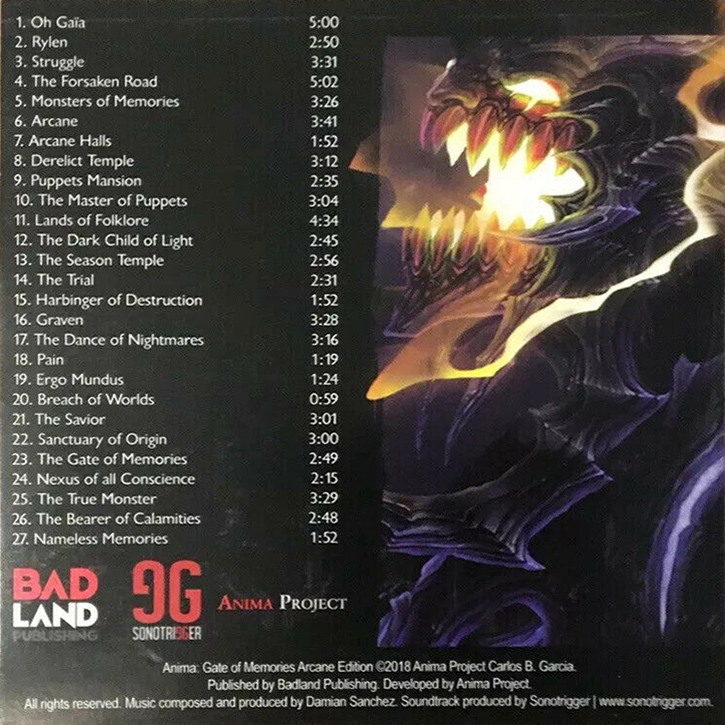 1. Oh Gaïa 5:00
2. Rylen 2:50
3. Struggle 3:31
4. The Forsaken Road 5:02
5. Monsters of Memories 3:26
6. Arcane 3:41
7. Arcane Halls 1:52
8. Derelict Temple 3:12
9. Puppets Mansion 2:35
10. The Master of Puppets 3:04
11. Lands of Folklore 4:34
12. The Dark Child of Light 2:45
13. The Season Temple 2:56
14. The Trial 2:31
15. Harbinger of Destruction 1:52
16. Graven 3:28
17. The Dance of Nightmares 3:16
18. Pain 1:19
19. Ergo Mundus 1:24
20. Breach of Worlds 0:59
21. The Savior 3:01
22. Sanctuary of Origin 3:00
23. The Gate of Memories 2:49
24. Nexus of all Conscience 2:15
25. The True Monster 3:29
26. The Bearer of Calamities 2:48
27. Nameless Memories 1:52
BAD
LAND
PUBLISHING
SONOTRIGGER
ANIMA PROJECT
Anima: Gate of Memories Arcane Edition ©2018 Anima Project Carlos B. Garcia.
Published by Badland Publishing. Developed by Anima Project.
All rights reserved. Music composed and produced by Damian Sanchez. Soundtrack produced by Sonotrigger | www.sonotrigger.com.